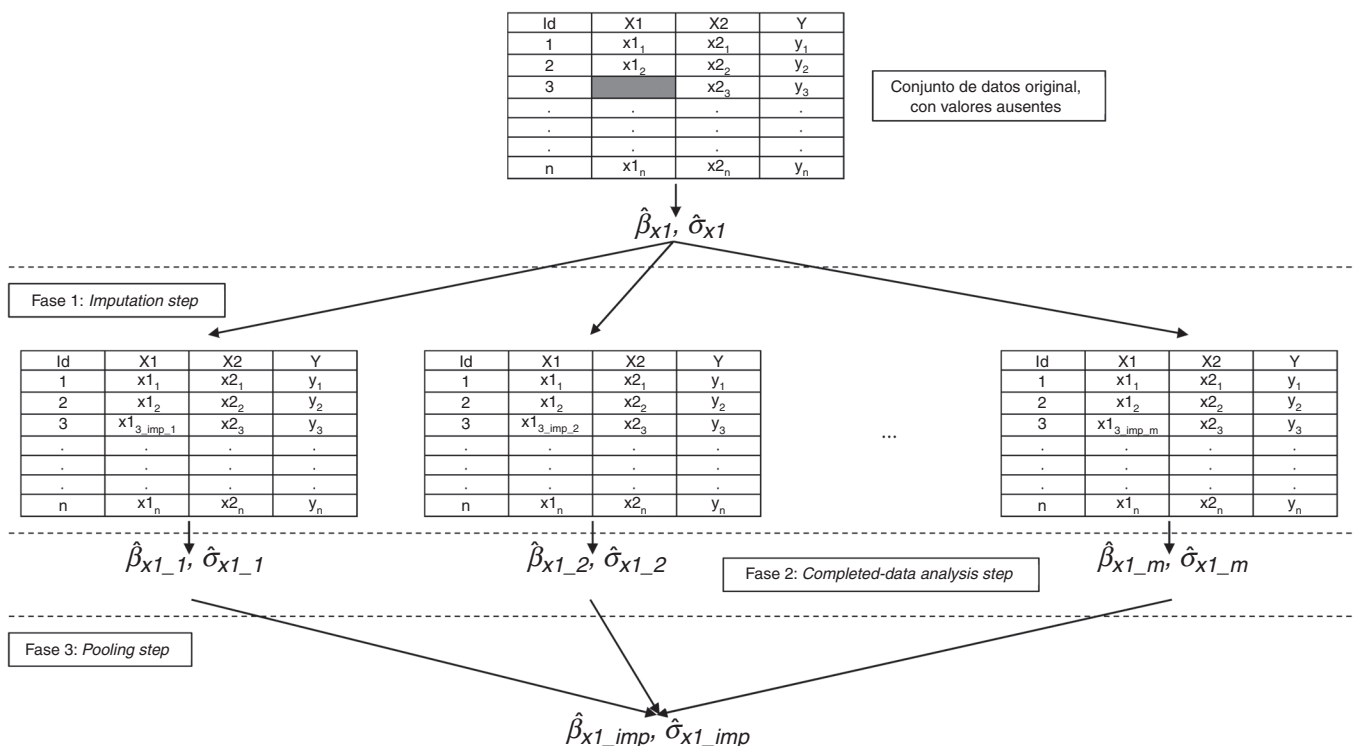 Id X1 X2 Y
1 x1₁ x2₁ y₁
2 x1₂ x2₂ y₂
3 x2₃ y₃
. . . .
. . . .
. . . .
n x1ₙ x2ₙ yₙ
Conjunto de datos original,
con valores ausentes
β̂x1, σ̂x1
Fase 1: Imputation step
Id X1 X2 Y
1 x1₁ x2₁ y₁
2 x1₂ x2₂ y₂
3 x13_imp_1 x2₃ y₃
. . . .
. . . .
. . . .
n x1ₙ x2ₙ yₙ
Id X1 X2 Y
1 x1₁ x2₁ y₁
2 x1₂ x2₂ y₂
3 x13_imp_2 x2₃ y₃
. . . .
. . . .
. . . .
n x1ₙ x2ₙ yₙ
...
Id X1 X2 Y
1 x1₁ x2₁ y₁
2 x1₂ x2₂ y₂
3 x13_imp_m x2₃ y₃
. . . .
. . . .
. . . .
n x1ₙ x2ₙ yₙ
β̂x1_1, σ̂x1_1
β̂x1_2, σ̂x1_2
Fase 2: Completed-data analysis step
β̂x1_m, σ̂x1_m
Fase 3: Pooling step
β̂x1_imp, σ̂x1_imp